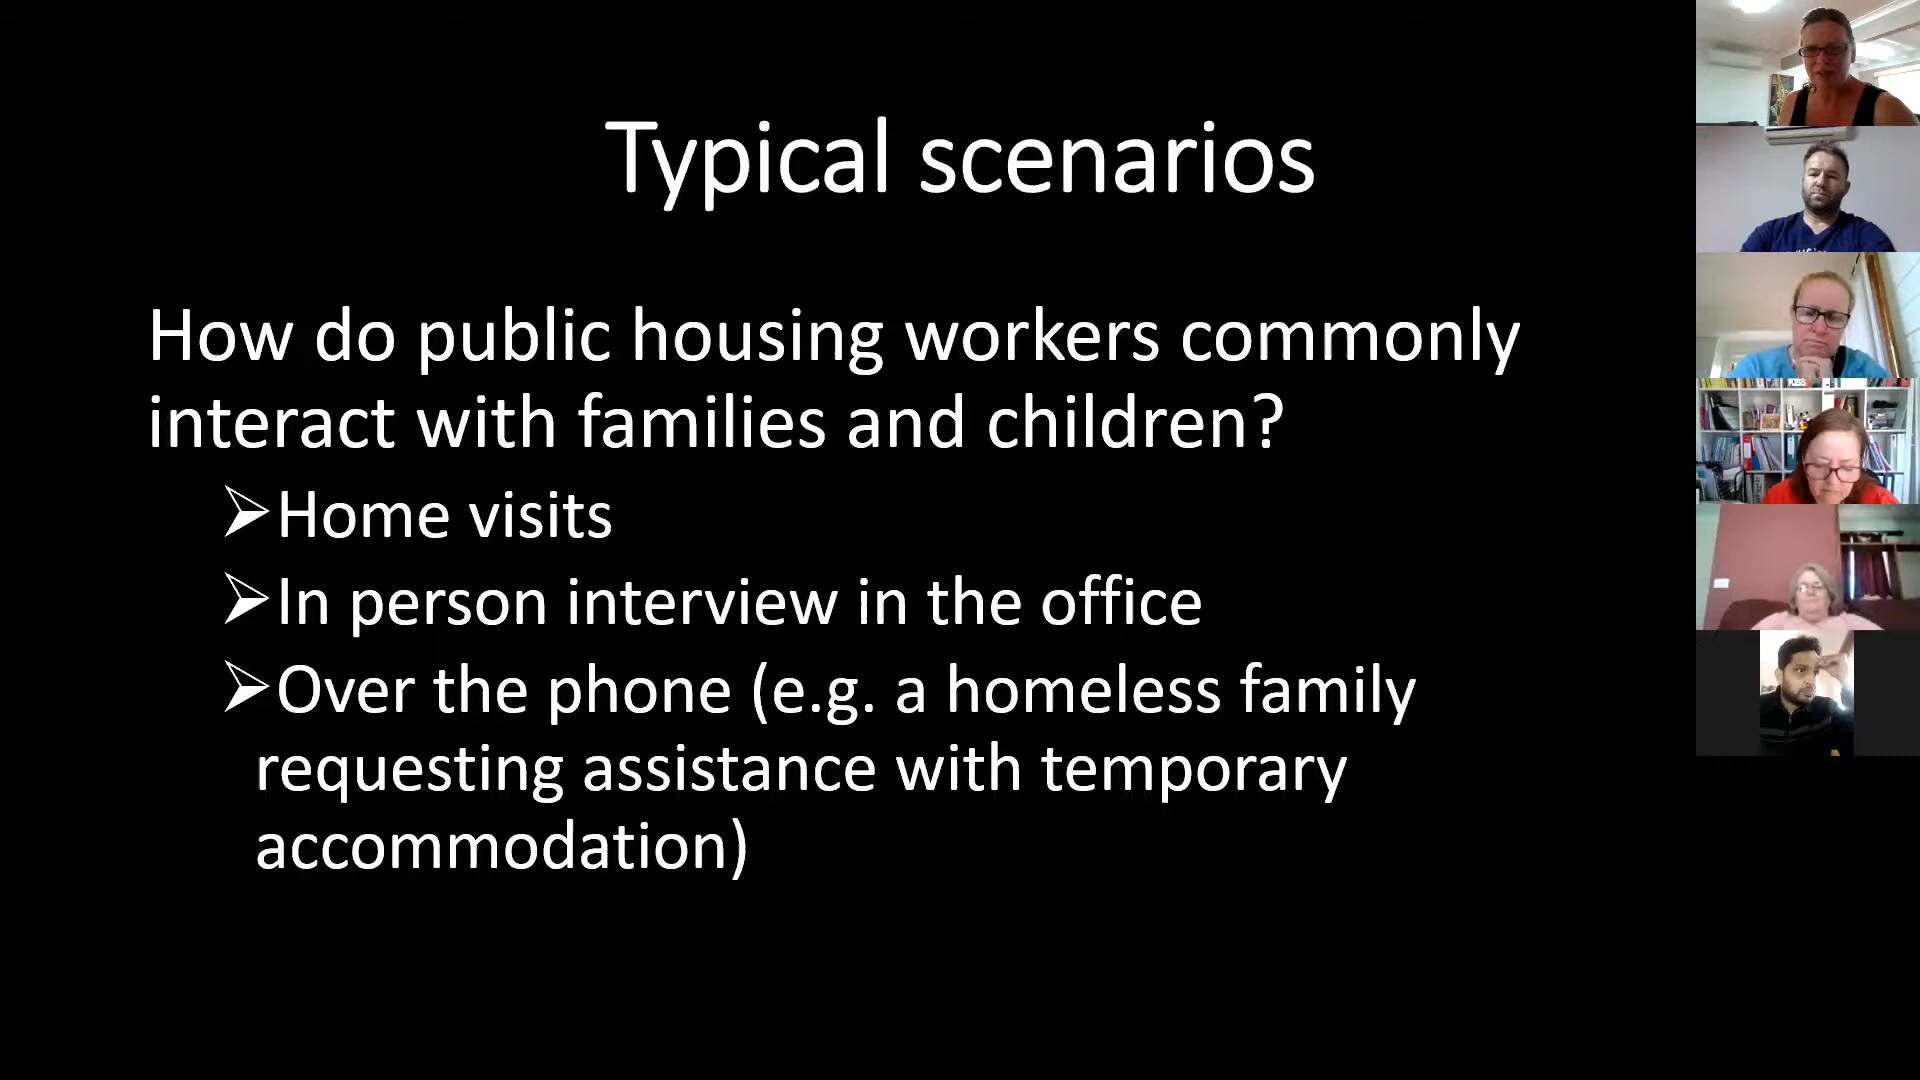 Typical scenarios
How do public housing workers commonly
interact with families and children?
➢Home visits
➢In person interview in the office
➢Over the phone (e.g. a homeless family
requesting assistance with temporary
accommodation)
KISS